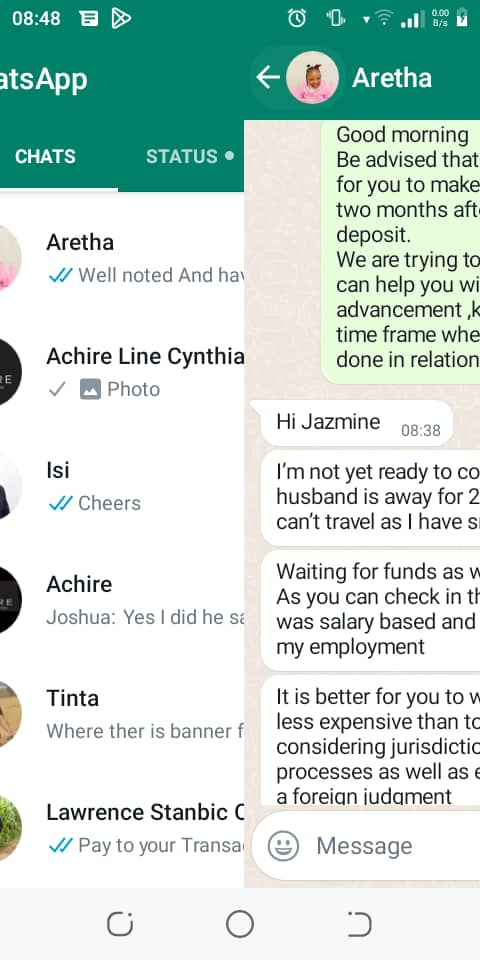 08:48
0.00
B/s
atsApp
CHATS
STATUS
Aretha
Well noted And hav
Achire Line Cynthia
Photo
Isi
Cheers
Achire
Joshua: Yes I did he sa
Tinta
Where ther is banner f
Lawrence Stanbic C
Pay to your Transa
Aretha
Good morning
Be advised that
for you to make
two months afte
deposit.
We are trying to
can help you wi
advancement ,k
time frame whe
done in relation
Hi Jazmine
08:38
I'm not yet ready to co
husband is away for 2
can't travel as I have s
Waiting for funds as w
As you can check in th
was salary based and
my employment
It is better for you to w
less expensive than to
considering jurisdictio
processes as well as e
a foreign judgment
Message